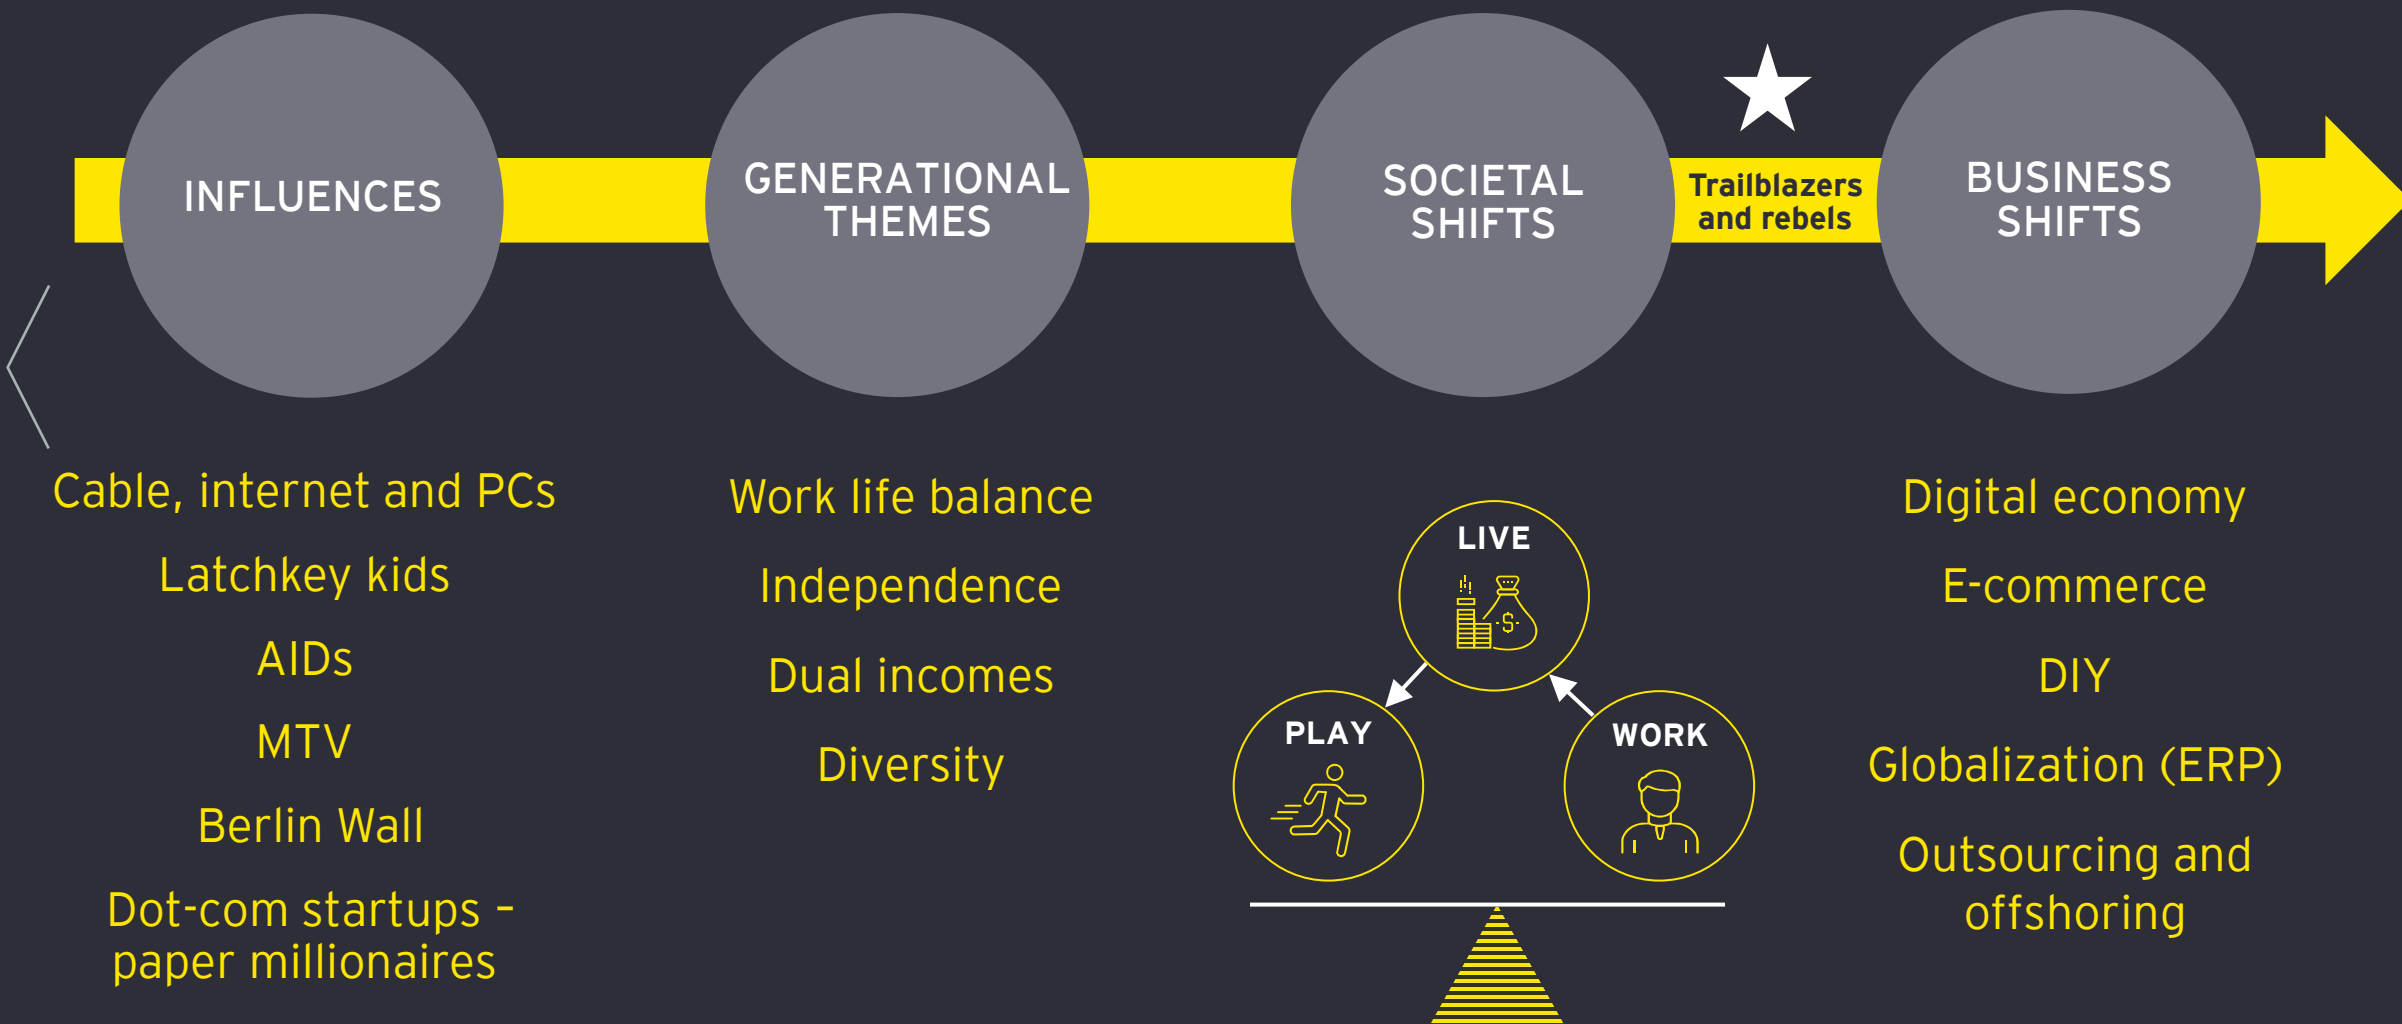 INFLUENCES
GENERATIONAL
THEMES
SOCIETAL
SHIFTS
Trailblazers
and rebels
BUSINESS
SHIFTS
Cable, internet and PCs
Latchkey kids
AIDs
MTV
Berlin Wall
Dot-com startups –
paper millionaires
Work life balance
Independence
Dual incomes
Diversity
LIVE
$
PLAY
WORK
Digital economy
E-commerce
DIY
Globalization (ERP)
Outsourcing and
offshoring